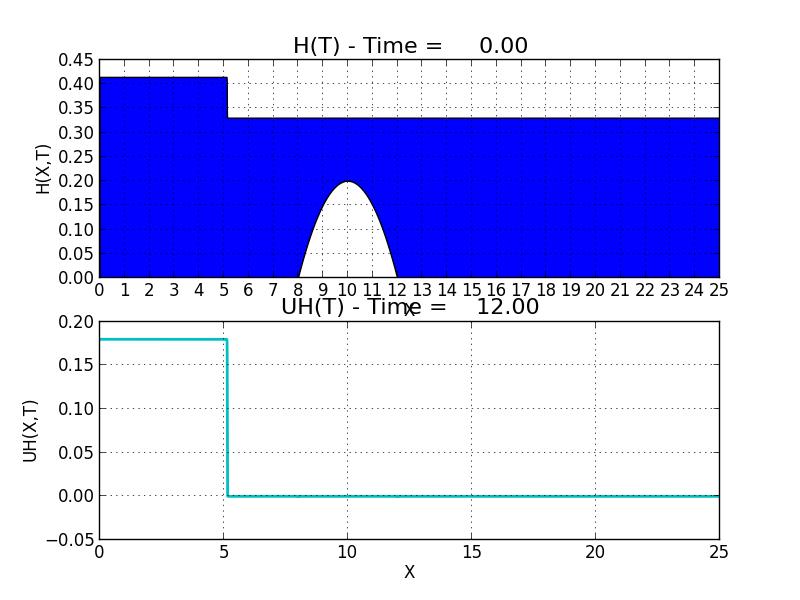 H(T) - Time =     0.00
0.45
0.40
0.35
0.30
0.25
0.20
0.15
0.10
0.05
0.00
H(X,T)
0 1 2 3 4 5 6 7 8 9 10 11 12 13 14 15 16 17 18 19 20 21 22 23 24 25
X
UH(T) - Time =     12.00
0.20
0.15
0.10
0.05
0.00
−0.05
UH(X,T)
0 5 10 15 20 25
X